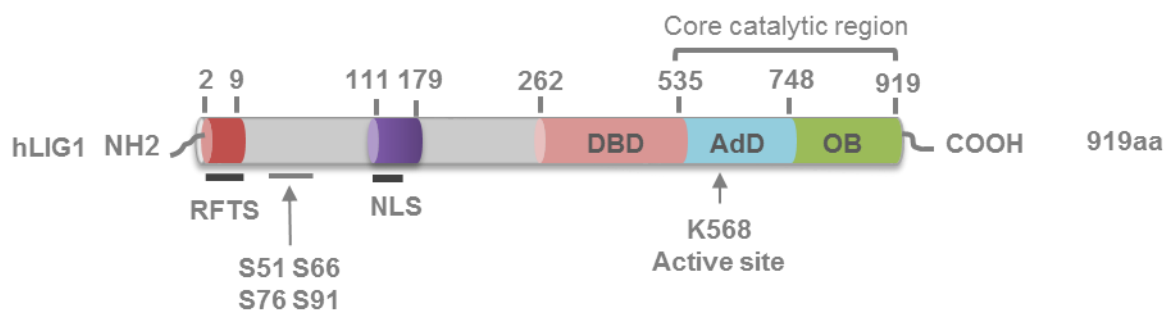 Core catalytic region
2 9 111 179 262 535 748 919
hLIG1 NH2 DBD AdD OB COOH 919aa
RFTS NLS
K568
Active site
S51 S66
S76 S91